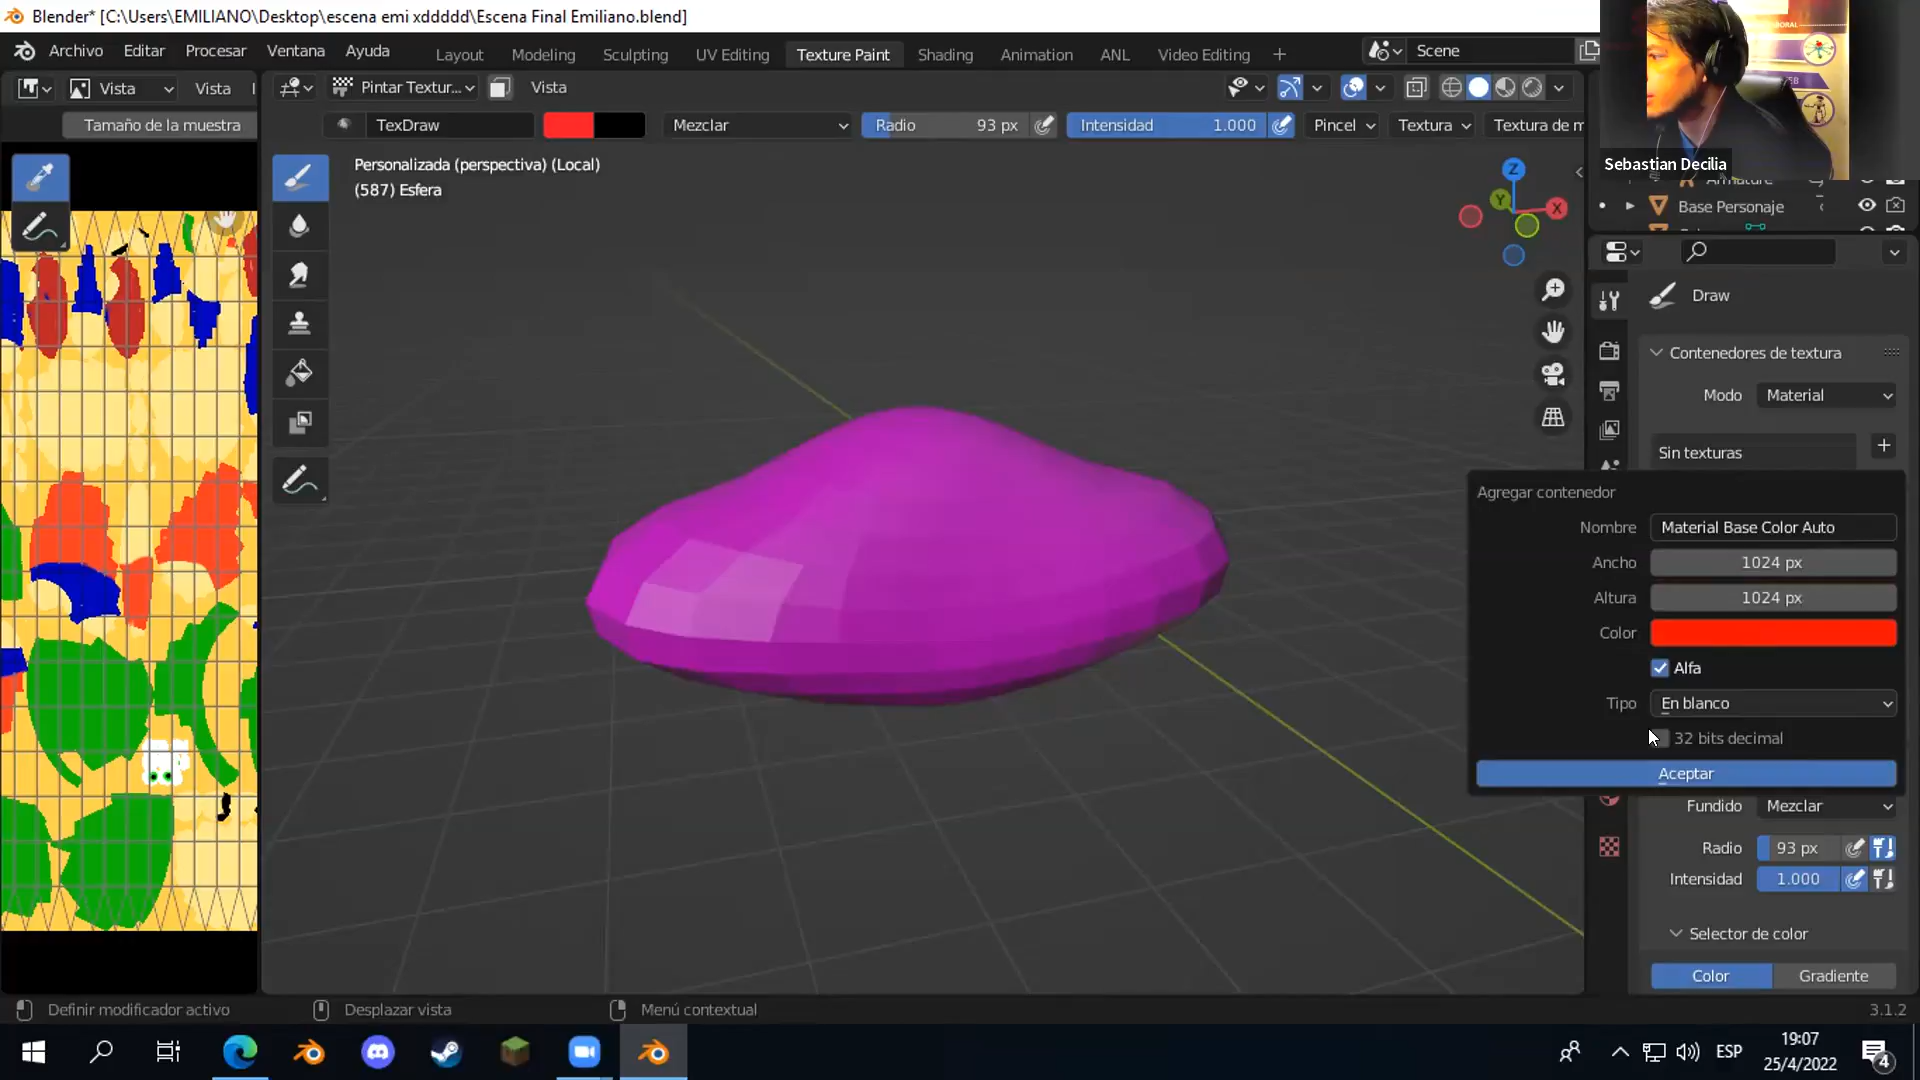 Blender* [C:\Users\EMILIANO\Desktop\escena emi xddddd\Escena Final Emiliano.blend]
Archivo Editar Procesar Ventana Ayuda Layout Modeling Sculpting UV Editing Texture Paint Shading Animation ANL Video Editing + Scene
Vista Vista Pintar Textur... Vista
Tamaño de la muestra TexDraw Mezclar Radio 93 px Intensidad 1.000 Pincel Textura Textura de m
Sebastian Decilia
Personalizada (perspectiva) (Local)
(587) Esfera
Z
Y
X
Armature
Base Personaje
Draw
Contenedores de textura
Modo Material
Sin texturas
Agregar contenedor
Nombre Material Base Color Auto
Ancho 1024 px
Altura 1024 px
Color
Alfa
Tipo En blanco
32 bits decimal
Aceptar
Fundido Mezclar
Radio 93 px
Intensidad 1.000
Selector de color
Color Gradiente
Definir modificador activo Desplazar vista Menú contextual 3.1.2
ESP
19:07
25/4/2022
4